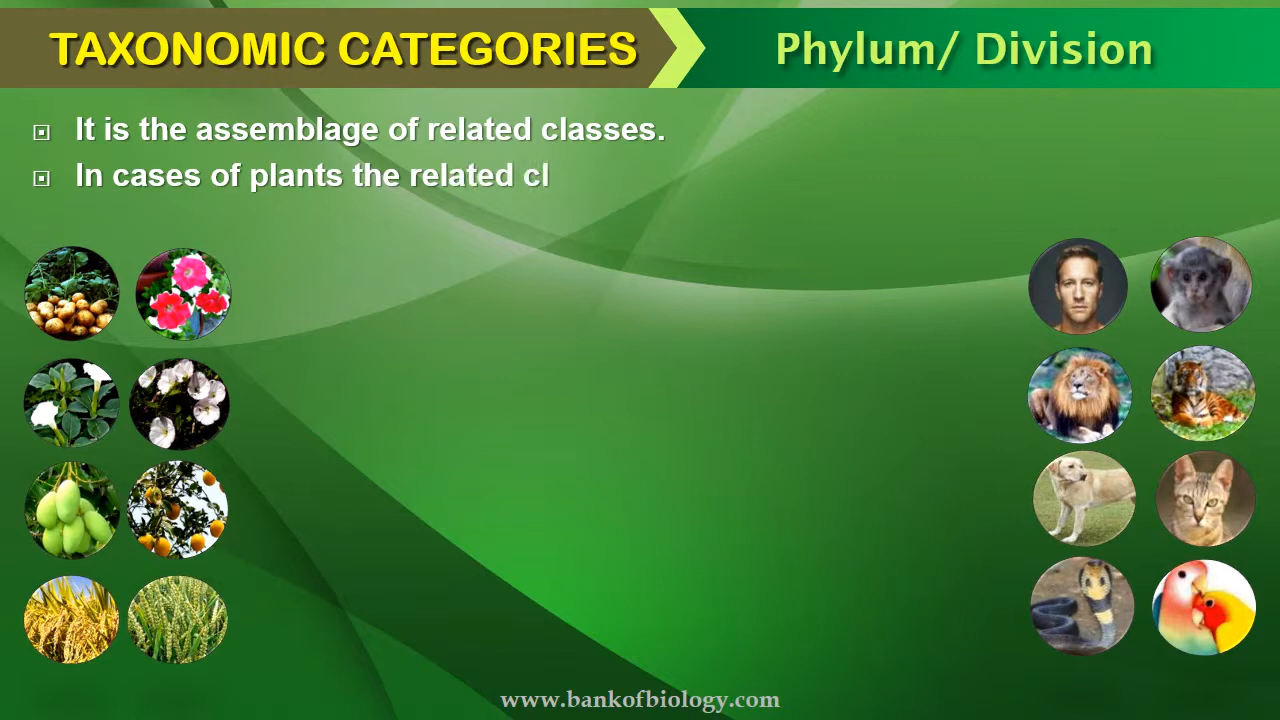 TAXONOMIC CATEGORIES
Phylum/ Division
It is the assemblage of related classes.
In cases of plants the related cl
www.bankofbiology.com